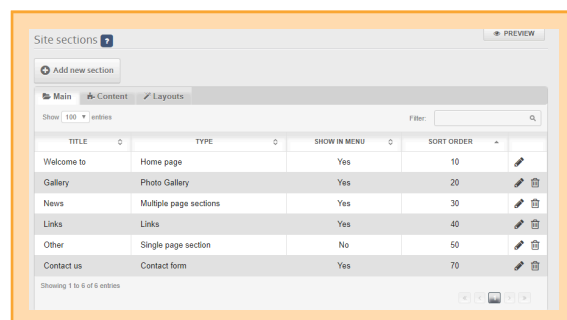 Site sections ?
PREVIEW
Add new section
Main Content Layouts
Show 100 entries Filter:
TITLE TYPE SHOW IN MENU SORT ORDER
Welcome to Home page Yes 10
Gallery Photo Gallery Yes 20
News Multiple page sections Yes 30
Links Links Yes 40
Other Single page section No 50
Contact us Contact form Yes 70
Showing 1 to 6 of 6 entries